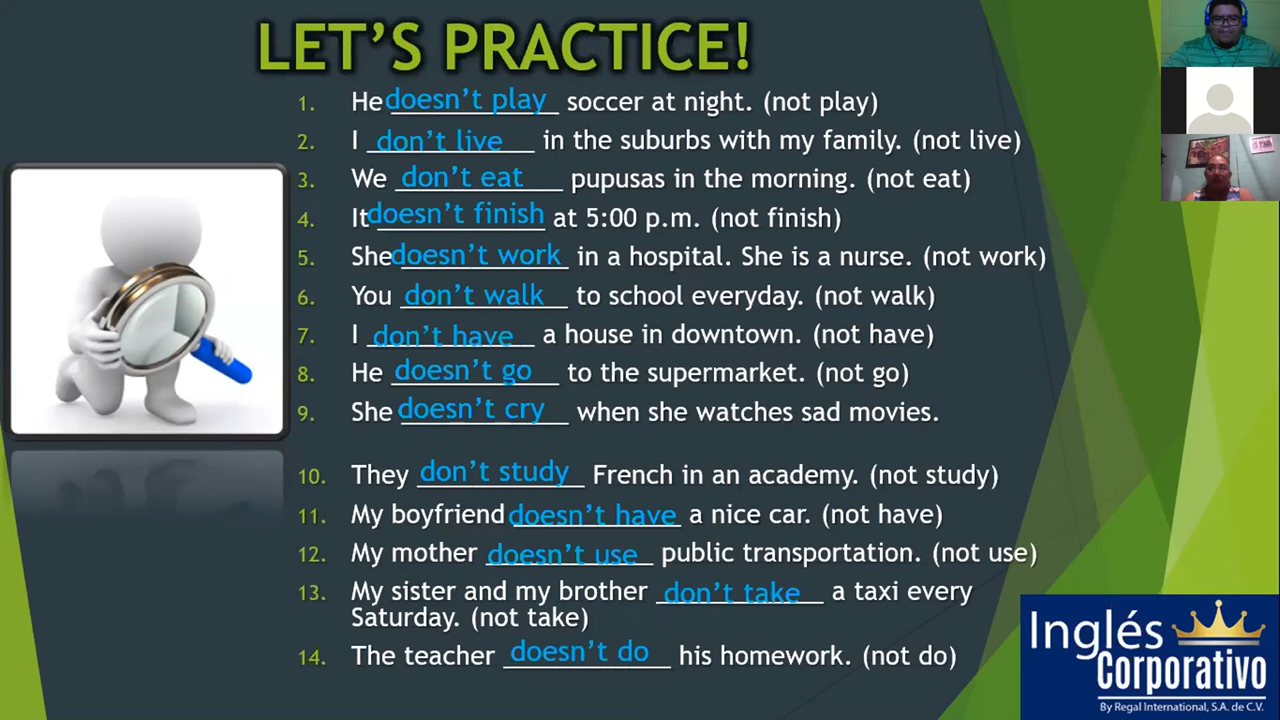 LET'S PRACTICE!
1. He doesn't play soccer at night. (not play)
2. I don't live in the suburbs with my family. (not live)
3. We don't eat pupusas in the morning. (not eat)
4. It doesn't finish at 5:00 p.m. (not finish)
5. She doesn't work in a hospital. She is a nurse. (not work)
6. You don't walk to school everyday. (not walk)
7. I don't have a house in downtown. (not have)
8. He doesn't go to the supermarket. (not go)
9. She doesn't cry when she watches sad movies.
10. They don't study French in an academy. (not study)
11. My boyfriend doesn't have a nice car. (not have)
12. My mother doesn't use public transportation. (not use)
13. My sister and my brother don't take a taxi every
Saturday. (not take)
14. The teacher doesn't do his homework. (not do)
Inglés
Corporativo
By Regal International, S.A. de C.V.